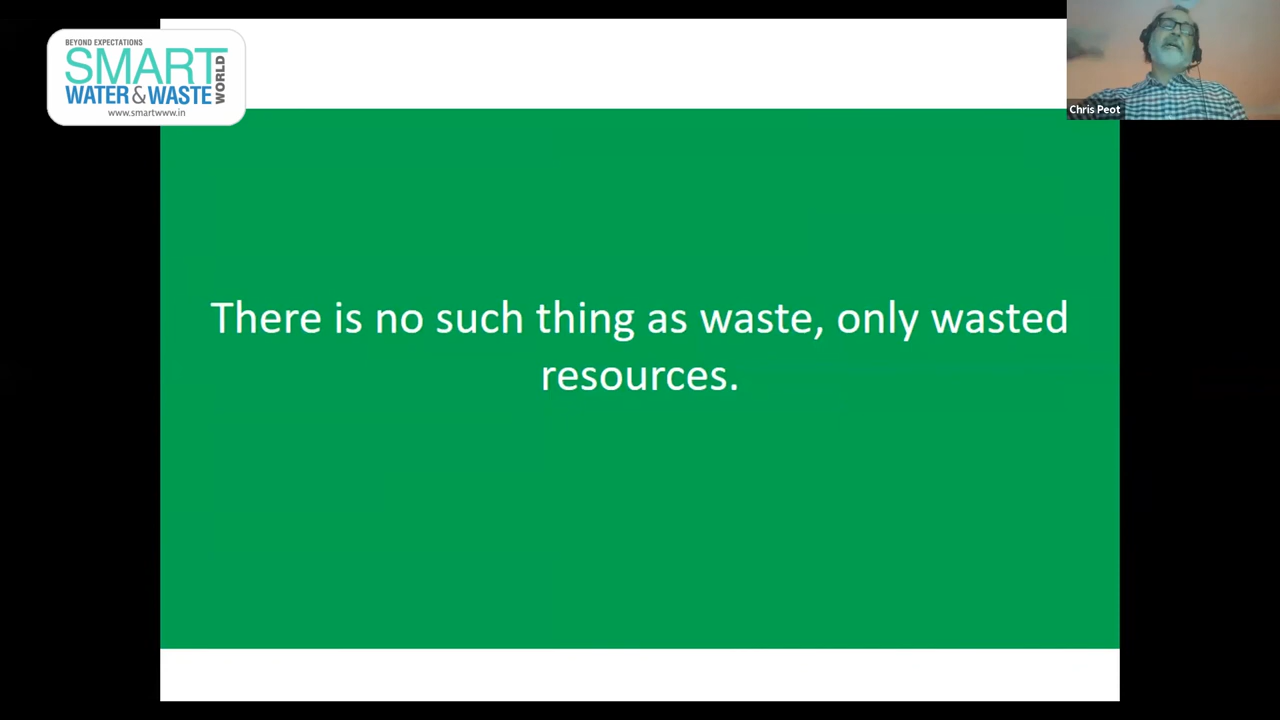 BEYOND EXPECTATIONS
SMART
WATER & WASTE
WORLD
www.smartwww.in
Chris Peot
There is no such thing as waste, only wasted
resources.